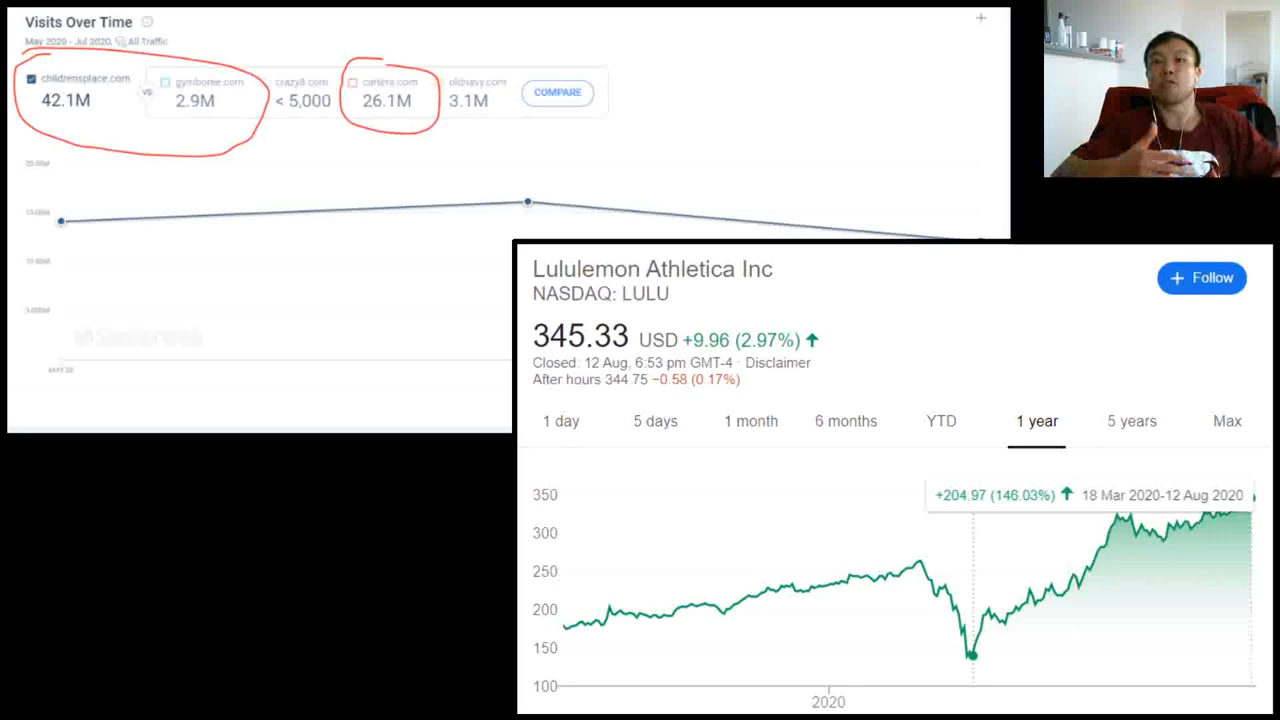 Visits Over Time
May 2020 - Jul 2020, All Traffic
childrensplace.com
42.1M
vs
gymboree.com
2.9M
crazy8.com
< 5,000
carters.com
26.1M
oldnavy.com
3.1M
COMPARE
Lululemon Athletica Inc
NASDAQ: LULU
+ Follow
345.33 USD +9.96 (2.97%)
Closed: 12 Aug, 6:53 pm GMT-4 · Disclaimer
After hours 344.75 −0.58 (0.17%)
1 day 5 days 1 month 6 months YTD 1 year 5 years Max
+204.97 (146.03%) 18 Mar 2020-12 Aug 2020
350
300
250
200
150
100
2020